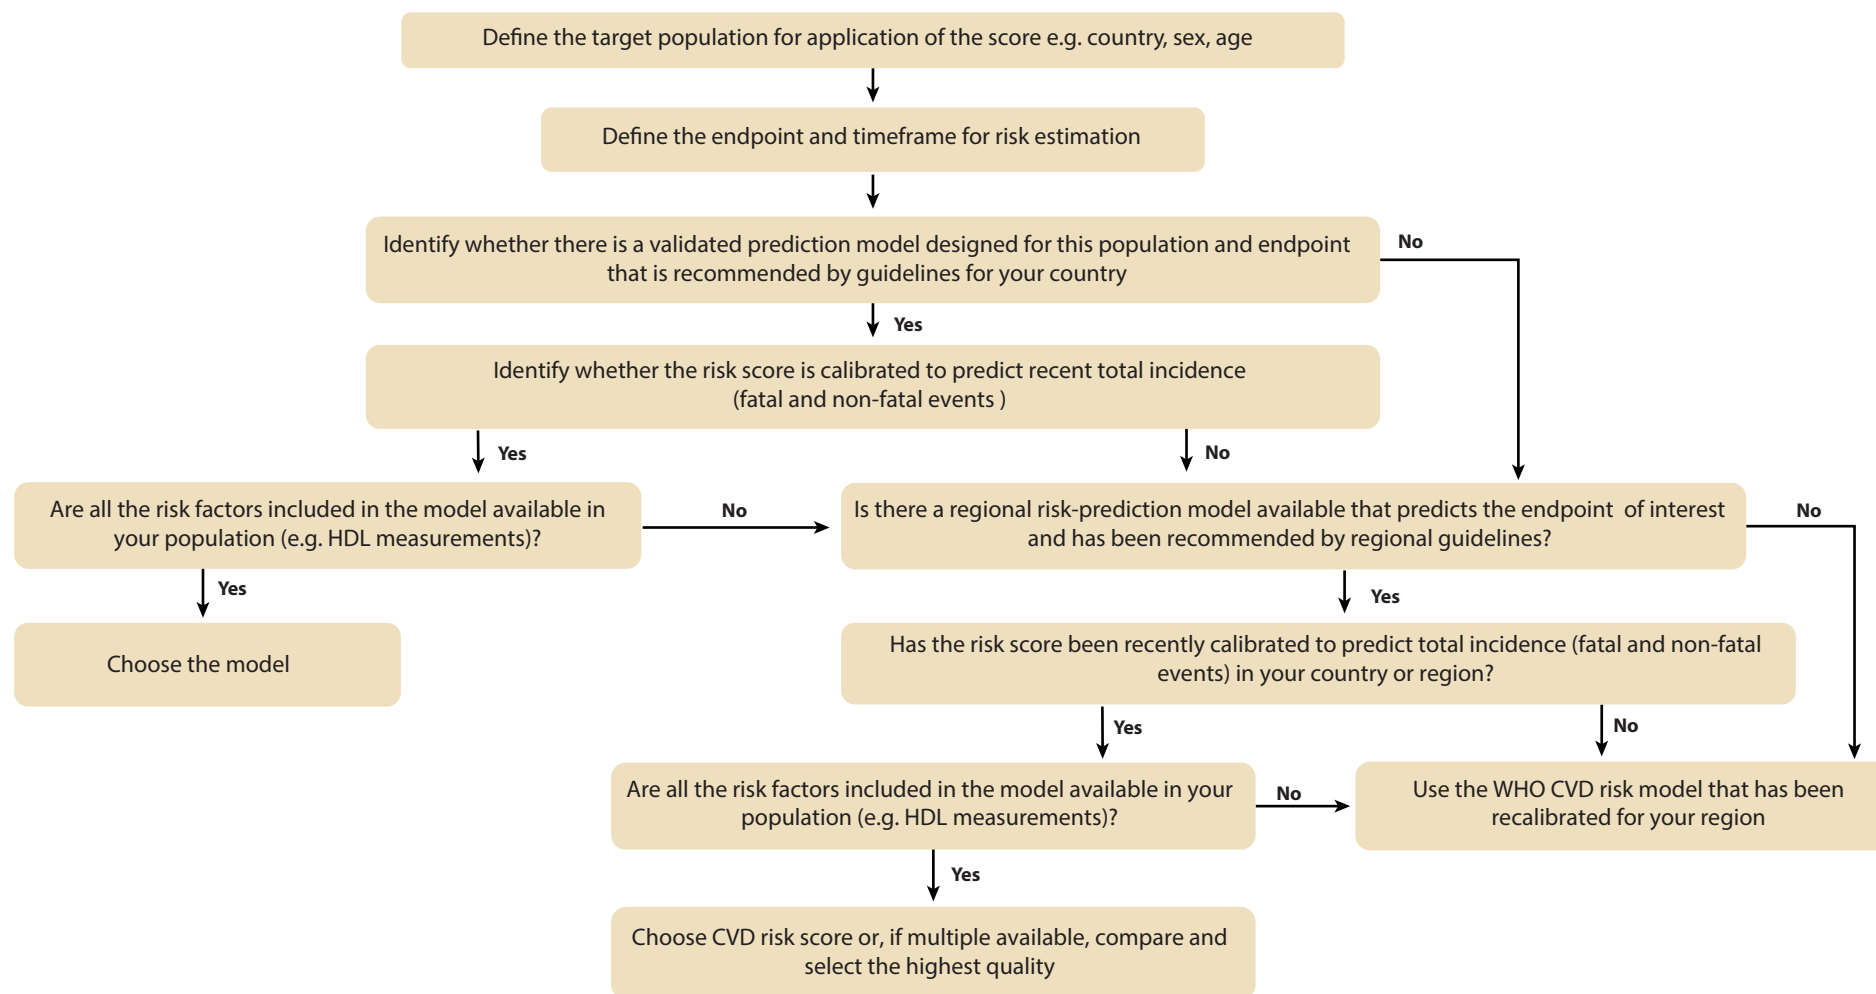 Define the target population for application of the score e.g. country, sex, age
Define the endpoint and timeframe for risk estimation
Identify whether there is a validated prediction model designed for this population and endpoint
that is recommended by guidelines for your country
No
Yes
Identify whether the risk score is calibrated to predict recent total incidence
(fatal and non-fatal events )
Yes
No
Are all the risk factors included in the model available in
your population (e.g. HDL measurements)?
No
Is there a regional risk-prediction model available that predicts the endpoint of interest
and has been recommended by regional guidelines?
No
Yes
Yes
Choose the model
Has the risk score been recently calibrated to predict total incidence (fatal and non-fatal
events) in your country or region?
Yes
No
Are all the risk factors included in the model available in your
population (e.g. HDL measurements)?
No
Use the WHO CVD risk model that has been
recalibrated for your region
Yes
Choose CVD risk score or, if multiple available, compare and
select the highest quality